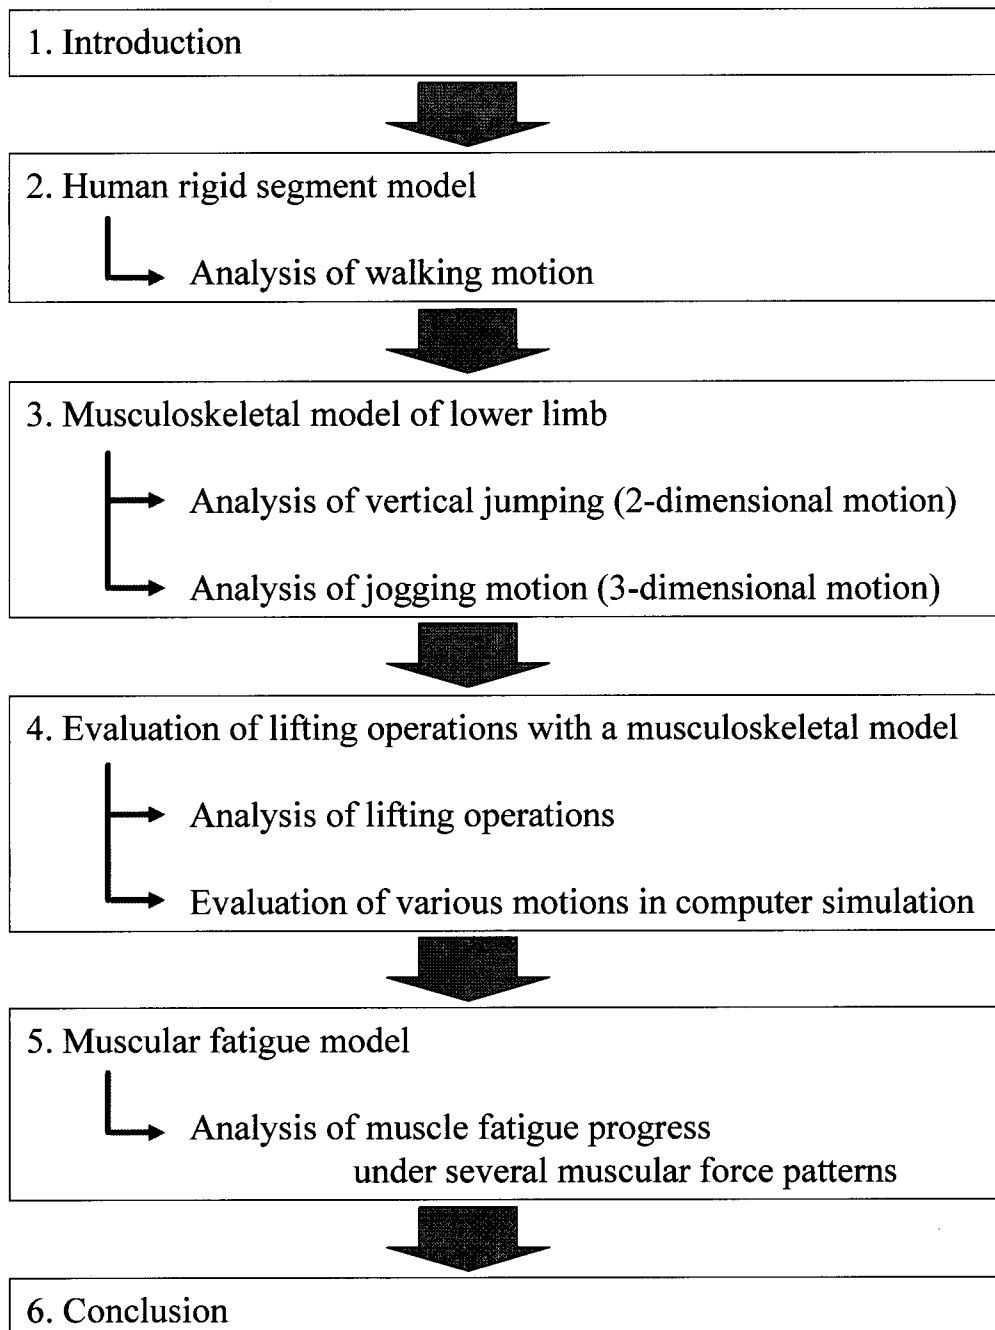 1. Introduction
2. Human rigid segment model
Analysis of walking motion
3. Musculoskeletal model of lower limb
Analysis of vertical jumping (2-dimensional motion)
Analysis of jogging motion (3-dimensional motion)
4. Evaluation of lifting operations with a musculoskeletal model
Analysis of lifting operations
Evaluation of various motions in computer simulation
5. Muscular fatigue model
Analysis of muscle fatigue progress
under several muscular force patterns
6. Conclusion